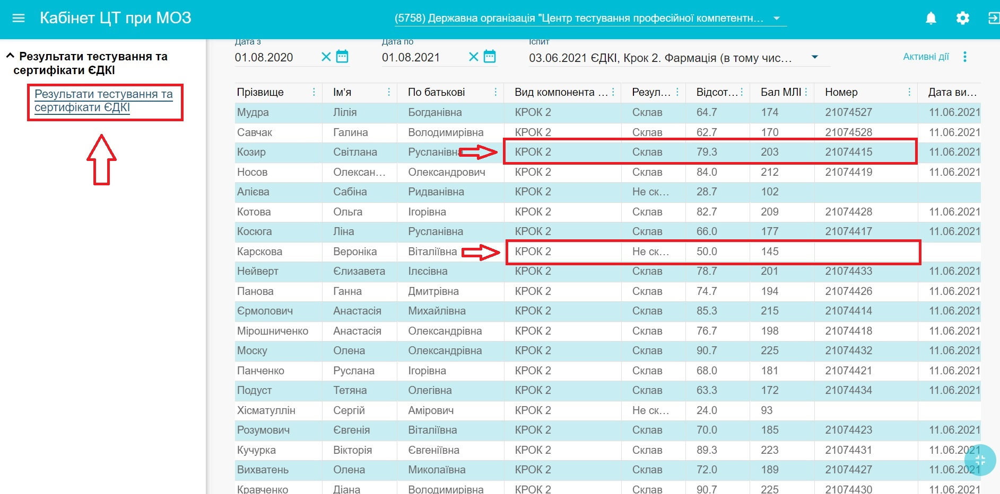 Кабінет ЦТ при МОЗ
(5758) Державна організація "Центр тестування професійної компетентн...
Результати тестування та
сертифікати ЄДКІ
Результати тестування та
сертифікати ЄДКІ
Дата з Дата по Іспит
01.08.2020 01.08.2021 03.06.2021 ЄДКІ, Крок 2. Фармація (в тому чис... Активні дії
Прізвище Ім’я По батькові Вид компонента ... Резул... Відсот... Бал МЛІ Номер Дата ви...
Мудра Лілія Богданівна КРОК 2 Склав 64.7 174 21074527 11.06.2021
Савчак Галина Володимирівна КРОК 2 Склав 62.7 170 21074528 11.06.2021
Козир Світлана Русланівна КРОК 2 Склав 79.3 203 21074415 11.06.2021
Носов Олексан... Олександрович КРОК 2 Склав 84.0 212 21074419 11.06.2021
Алієва Сабіна Ридванівна КРОК 2 Не ск... 28.7 102
Котова Ольга Ігорівна КРОК 2 Склав 82.7 209 21074428 11.06.2021
Косюга Ліна Русланівна КРОК 2 Склав 66.0 177 21074417 11.06.2021
Карскова Вероніка Віталіївна КРОК 2 Не ск... 50.0 145
Нейверт Єлизавета Ілєсівна КРОК 2 Склав 78.7 201 21074433 11.06.2021
Панова Ганна Дмитрівна КРОК 2 Склав 74.7 194 21074426 11.06.2021
Єрмолович Анастасія Михайлівна КРОК 2 Склав 85.3 215 21074414 11.06.2021
Мірошниченко Анастасія Олександрівна КРОК 2 Склав 76.7 198 21074418 11.06.2021
Моску Олена Олександрівна КРОК 2 Склав 90.7 225 21074432 11.06.2021
Панченко Руслана Ігорівна КРОК 2 Склав 68.0 181 21074421 11.06.2021
Подуст Тетяна Олегівна КРОК 2 Склав 63.3 172 21074434 11.06.2021
Хісматуллін Сергій Амірович КРОК 2 Не ск... 24.0 93
Розумович Євгенія Віталіївна КРОК 2 Склав 70.0 185 21074423 11.06.2021
Кучурка Вікторія Євгеніївна КРОК 2 Склав 89.3 223 21074431 11.06.2021
Вихватень Олена Миколаївна КРОК 2 Склав 72.0 189 21074427 11.06.2021
Кравченко Діана Володимирівна КРОК 2 Склав 90.7 225 21074430 11.06.2021